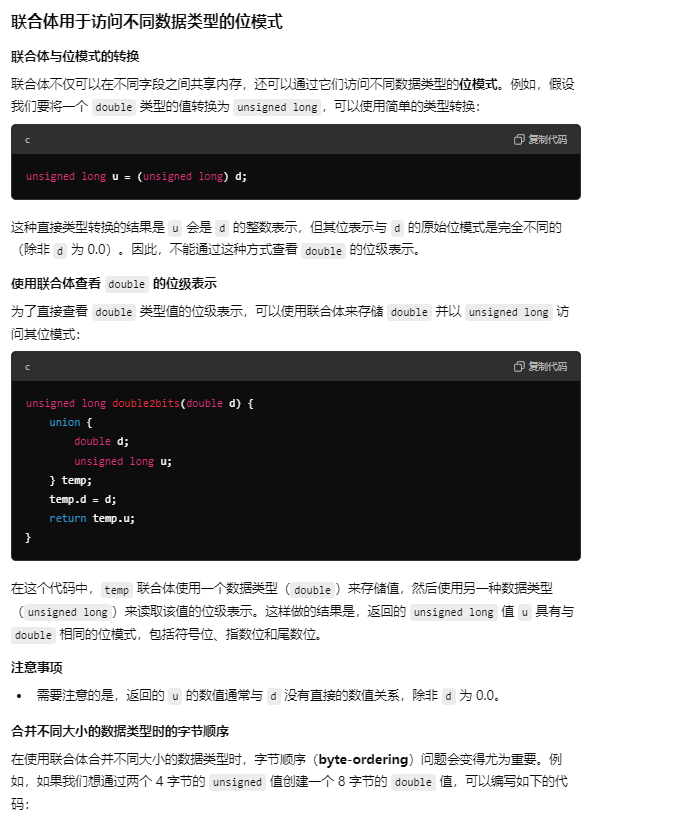 联合体用于访问不同数据类型的位模式
联合体与位模式的转换
联合体不仅可以在不同字段之间共享内存，还可以通过它们访问不同数据类型的位模式。例如，假设
我们要将一个 double 类型的值转换为 unsigned long，可以使用简单的类型转换：
c 复制代码
unsigned long u = (unsigned long) d;
这种直接类型转换的结果是 u 会是 d 的整数表示，但其位表示与 d 的原始位模式是完全不同的
（除非 d 为 0.0）。因此，不能通过这种方式查看 double 的位级表示。
使用联合体查看 double 的位级表示
为了直接查看 double 类型值的位级表示，可以使用联合体来存储 double 并以 unsigned long 访
问其位模式：
c 复制代码
unsigned long double2bits(double d) {
union {
double d;
unsigned long u;
} temp;
temp.d = d;
return temp.u;
}
在这个代码中，temp 联合体使用一个数据类型（double）来存储值，然后使用另一种数据类型
（unsigned long）来读取该值的位级表示。这样做的结果是，返回的 unsigned long 值 u 具有与
double 相同的位模式，包括符号位、指数位和尾数位。
注意事项
• 需要注意的是，返回的 u 的数值通常与 d 没有直接的数值关系，除非 d 为 0.0。
合并不同大小的数据类型时的字节顺序
在使用联合体合并不同大小的数据类型时，字节顺序（byte-ordering）问题会变得尤为重要。例
如，如果我们想通过两个 4 字节的 unsigned 值创建一个 8 字节的 double 值，可以编写如下的代
码：